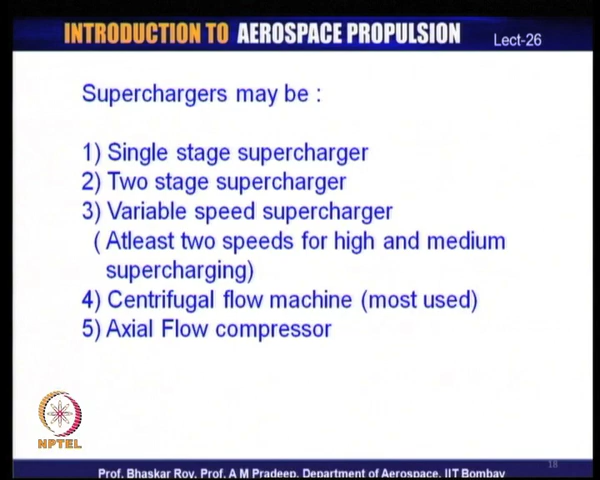 INTRODUCTION TO AEROSPACE PROPULSION
Lect-26
Superchargers may be :
1) Single stage supercharger
2) Two stage supercharger
3) Variable speed supercharger
( Atleast two speeds for high and medium
supercharging)
4) Centrifugal flow machine (most used)
5) Axial Flow compressor
NPTEL
18
Prof. Bhaskar Roy, Prof. A M Pradeep, Department of Aerospace, IIT Bombay